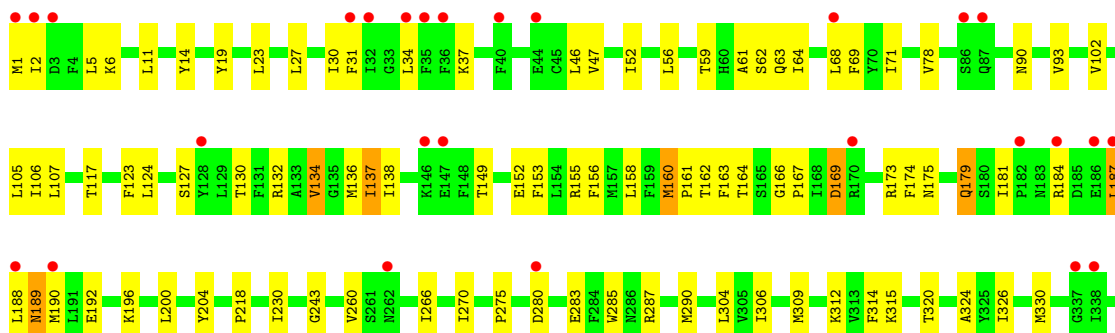 M1 I2 D3 F4 L5 K6 L11 Y14 Y19 L23 L27 I30 F31 I32 G33 L34 F35 F36 K37 F40 E44 C45 L46 V47 I52 L56 T59 H60 A61 S62 Q63 I64 L68 F69 Y70 I71 V78 S86 Q87 N90 V93 V102
L105 I106 L107 T117 F123 L124 S127 Y128 L129 T130 F131 R132 A133 V134 G135 M136 I137 I138 K146 E147 F148 T149 E152 F153 L154 R155 F156 M157 L158 F159 M160 P161 T162 F163 T164 S165 G166 P167 I168 D169 R170 R173 F174 N175 Q179 S180 I181 P182 N183 R184 D185 E186
L188 N189 M190 L191 E192 K196 L200 Y204 P218 I230 G243 V260 S261 N262 I266 I270 P275 D280 E283 F284 W285 N286 R287 M290 L304 V305 I306 M309 K312 V313 F314 K315 T320 A324 Y325 I326 M330 G337 I338